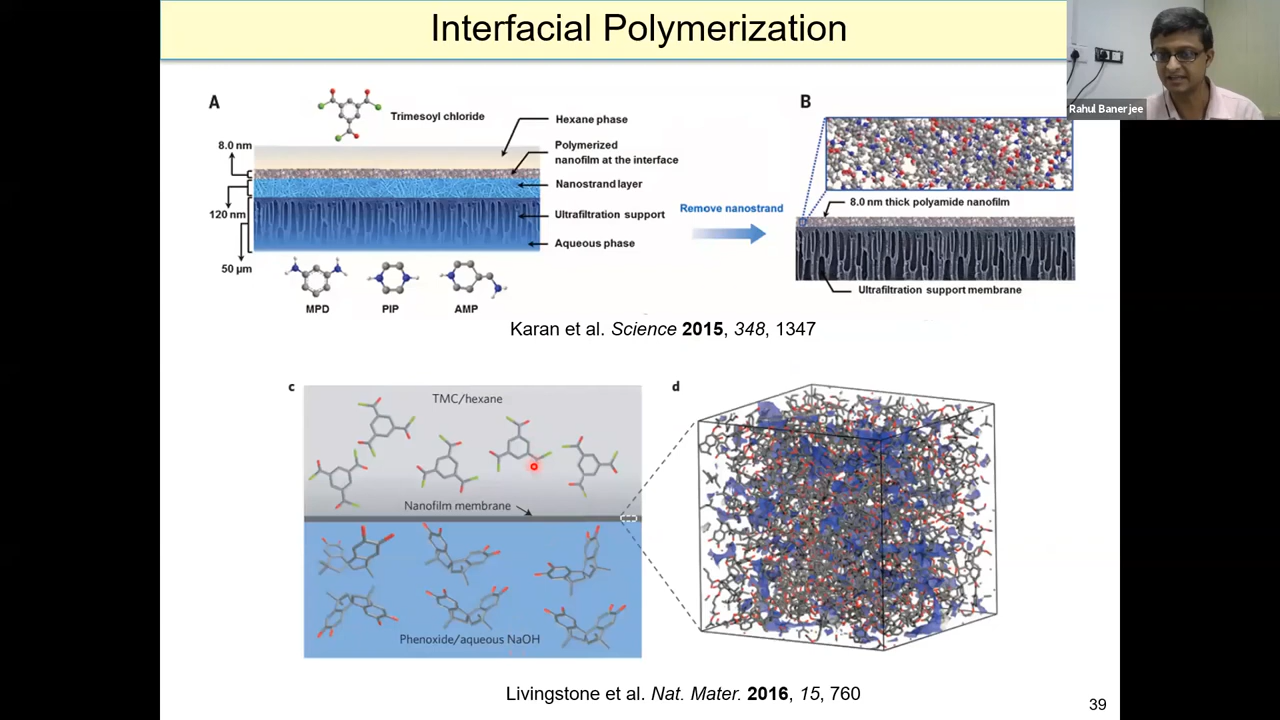 Interfacial Polymerization
Rahul Banerjee
A
Trimesoyl chloride
8.0 nm
120 nm
50 μm
Hexane phase
Polymerized
nanofilm at the interface
Nanostrand layer
Ultrafiltration support
Aqueous phase
MPD
PIP
AMP
Remove nanostrand
B
8.0 nm thick polyamide nanofilm
Ultrafiltration support membrane
Karan et al. Science 2015, 348, 1347
c
TMC/hexane
Nanofilm membrane
Phenoxide/aqueous NaOH
d
Livingstone et al. Nat. Mater. 2016, 15, 760
39